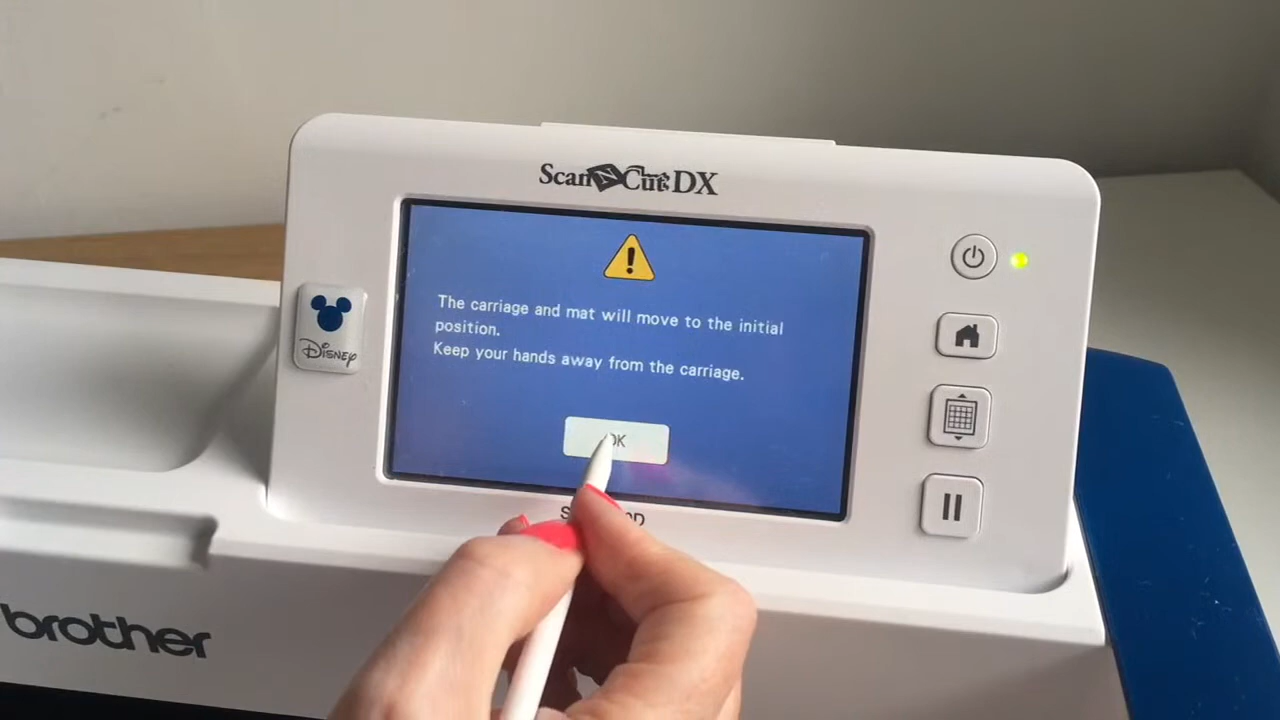 ScanNCut DX
The carriage and mat will move to the initial
position.
Keep your hands away from the carriage.
OK
Disney
brother